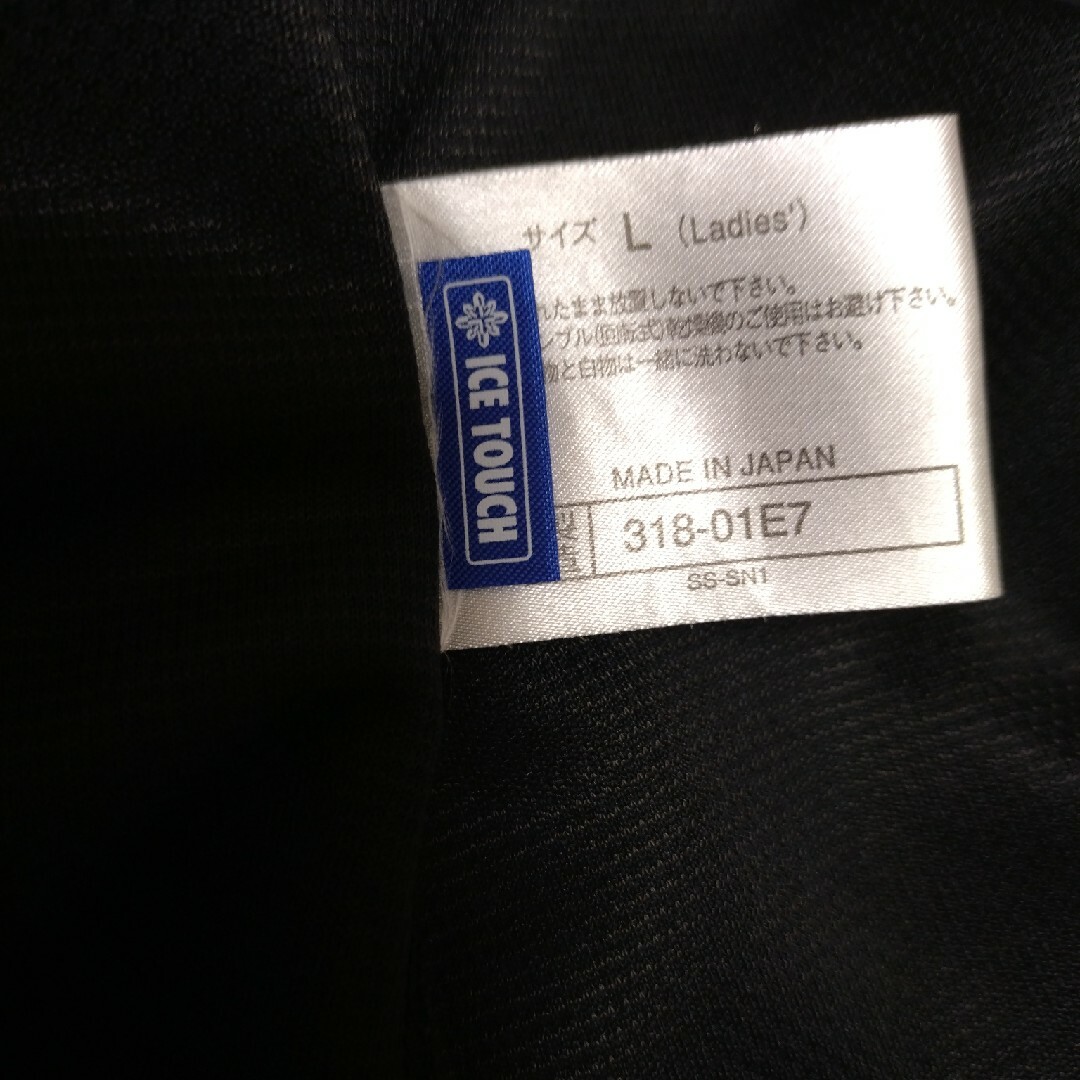 サイズ L (Ladies')
れたまま放置しないで下さい。
ンブル(回転式)乾燥機のご使用はお避け下さい。
物と白物は一緒に洗わないで下さい。
ICE TOUCH
MADE IN JAPAN
318-01E7
SS-SN1